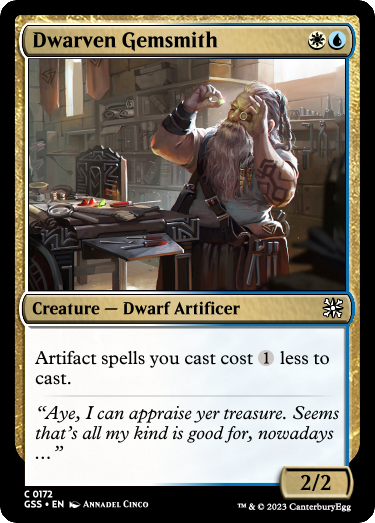 Dwarven Gemsmith
Creature — Dwarf Artificer
Artifact spells you cast cost 1 less to
cast.
“Aye, I can appraise yer treasure. Seems
that’s all my kind is good for, nowadays
…”
2/2
C 0172
GSS • EN Annadel Cinco
™ & © 2023 CanterburyEgg